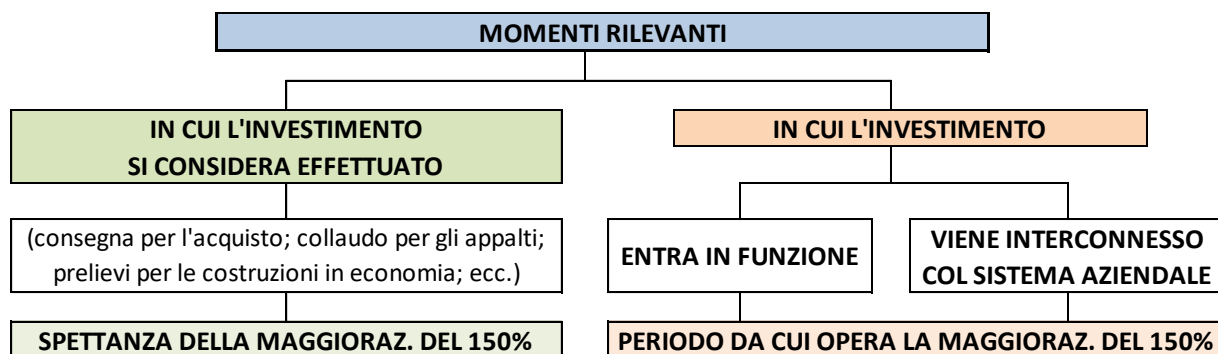 MOMENTI RILEVANTI
IN CUI L'INVESTIMENTO
SI CONSIDERA EFFETTUATO
(consegna per l'acquisto; collaudo per gli appalti;
prelievi per le costruzioni in economia; ecc.)
SPETTANZA DELLA MAGGIORAZ. DEL 150%
IN CUI L'INVESTIMENTO
ENTRA IN FUNZIONE
VIENE INTERCONNESSO
COL SISTEMA AZIENDALE
PERIODO DA CUI OPERA LA MAGGIORAZ. DEL 150%